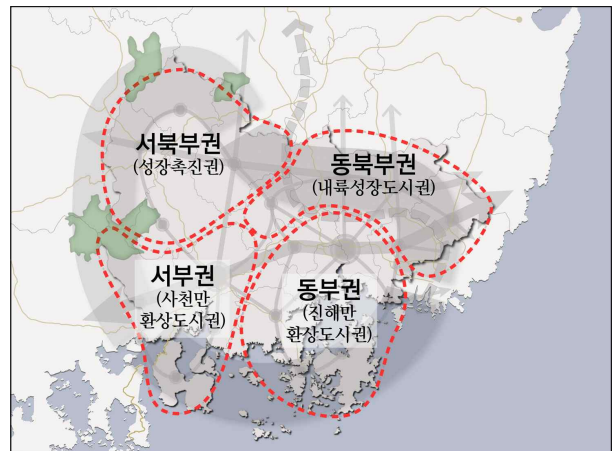 서북부권
(성장촉진권)
동북부권
(내륙성장도시권)
서부권
(사천만
환상도시권)
동부권
(진해만
환상도시권)